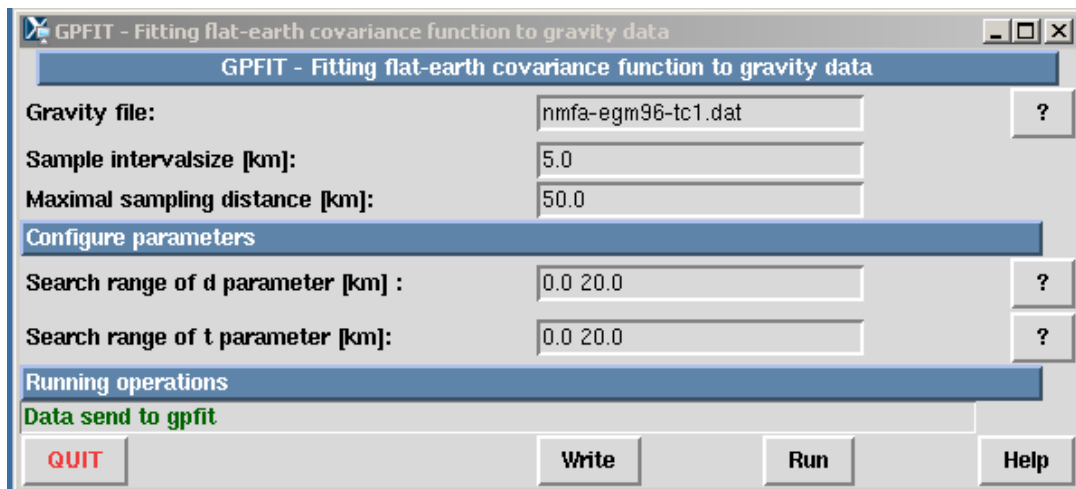 GPFIT - Fitting flat-earth covariance function to gravity data
GPFIT - Fitting flat-earth covariance function to gravity data
Gravity file: nmfa-egm96-tc1.dat ?
Sample intervalsize [km]: 5.0
Maximal sampling distance [km]: 50.0
Configure parameters
Search range of d parameter [km] : 0.0 20.0 ?
Search range of t parameter [km]: 0.0 20.0 ?
Running operations
Data send to gpfit
QUIT Write Run Help